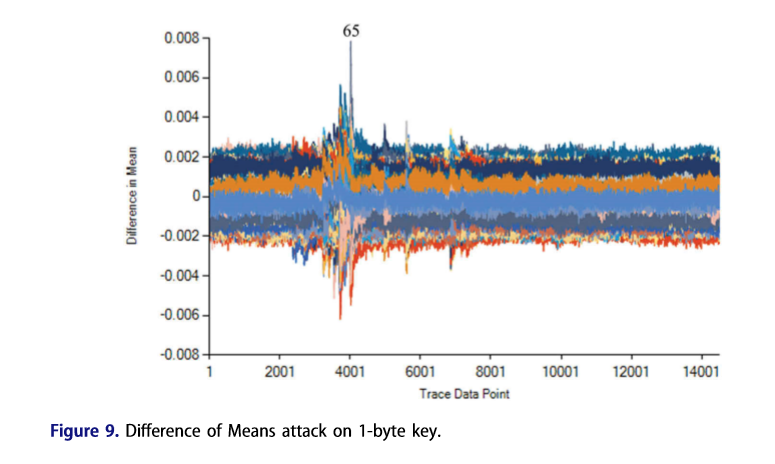 65
0.008
0.006
0.004
0.002
0
-0.002
-0.004
-0.006
-0.008
Difference in Mean
1 2001 4001 6001 8001 10001 12001 14001
Trace Data Point
Figure 9. Difference of Means attack on 1-byte key.